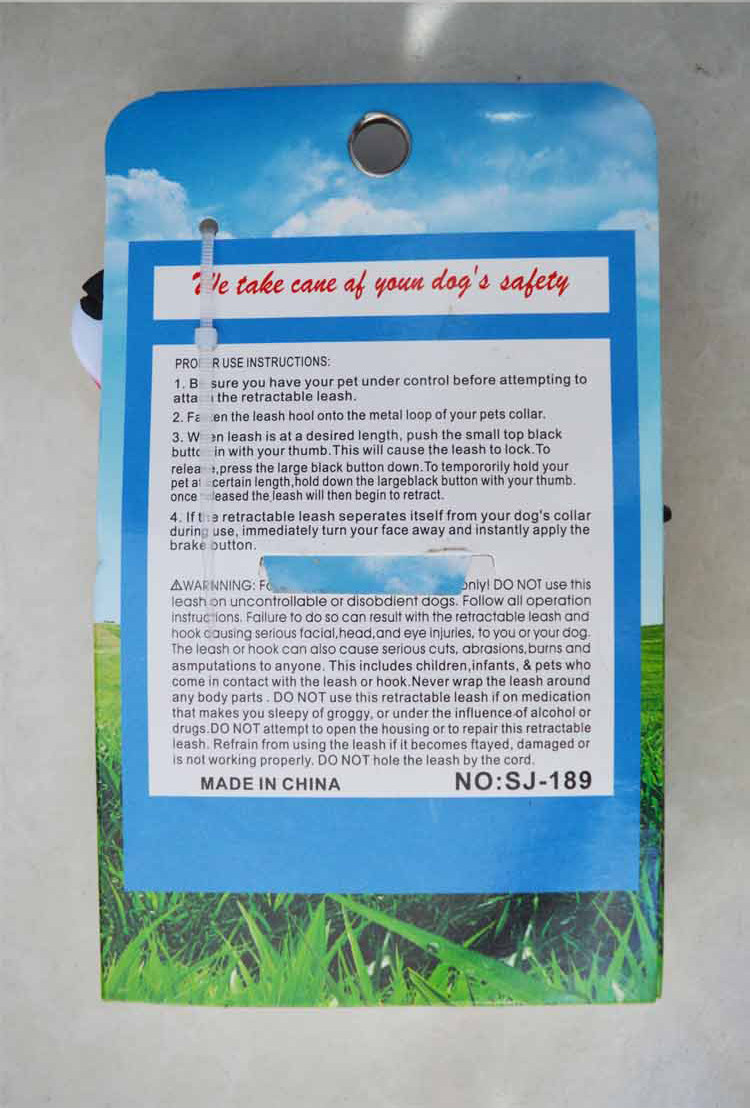 We take cane af youn dog's safety
PRO R USE INSTRUCTIONS:
1. B sure you have your pet under control before attempting to
atta the retractable leash.
2. Fa en the leash hool onto the metal loop of your pets collar.
3. W en leash is at a desired length, push the small top black
butto in with your thumb.This will cause the leash to lock.To
relea e,press the large black button down.To tempororily hold your
pet a certain length,hold down the largeblack button with your thumb.
once leased the leash will then begin to retract.
4. If the retractable leash seperates itself from your dog's collar
during use, immediately turn your face away and instantly apply the
brake button.
⚠WARNNING: Fo only! DO NOT use this
leash on uncontrollable or disobdient dogs. Follow all operation
instructions. Failure to do so can result with the retractable leash and
hook causing serious facial,head,and eye injuries, to you or your dog.
The leash or hook can also cause serious cuts, abrasions,burns and
asmputations to anyone. This includes children,infants, & pets who
come in contact with the leash or hook.Never wrap the leash around
any body parts . DO NOT use this retractable leash if on medication
that makes you sleepy of groggy, or under the influence of alcohol or
drugs.DO NOT attempt to open the housing or to repair this retractable
leash. Refrain from using the leash if it becomes ftayed, damaged or
is not working properly. DO NOT hole the leash by the cord.
MADE IN CHINA NO:SJ-189